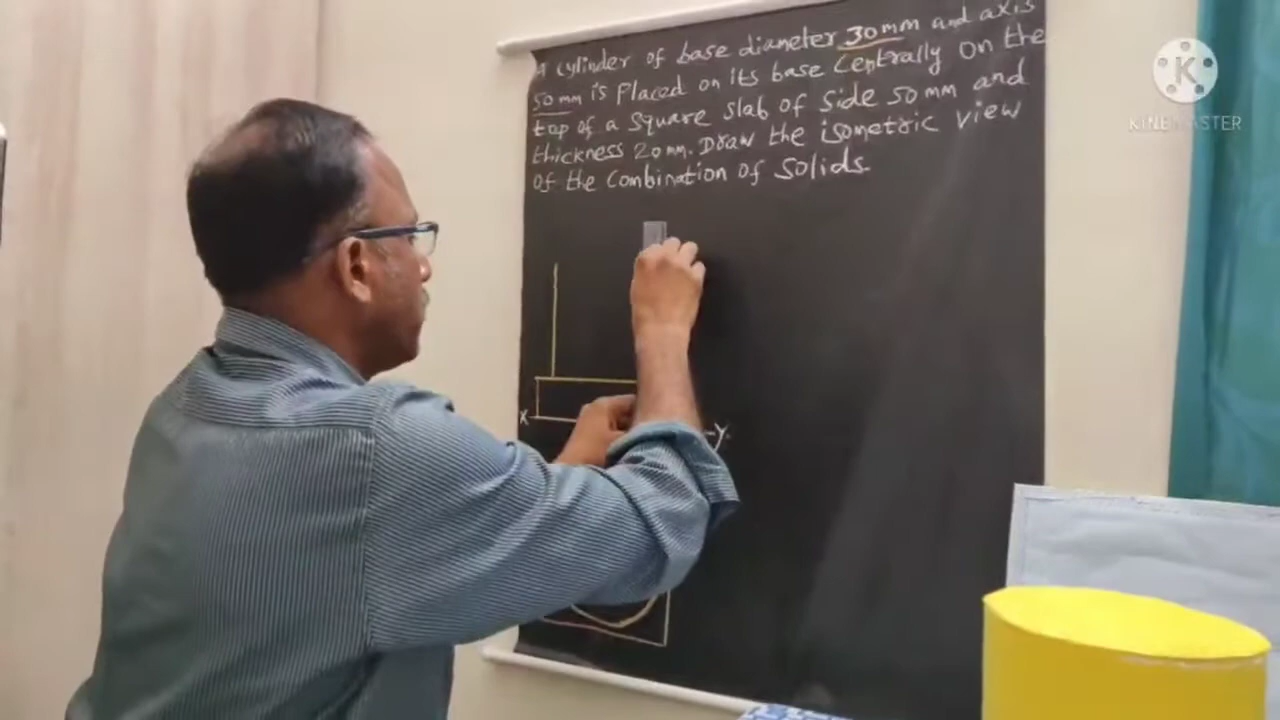 A cylinder of base diameter 30mm and axis
50mm is placed on its base centrally on the
top of a square slab of side 50mm and
thickness 20mm. Draw the isometric view
of the combination of solids.
K
KINEMASTER
X
Y